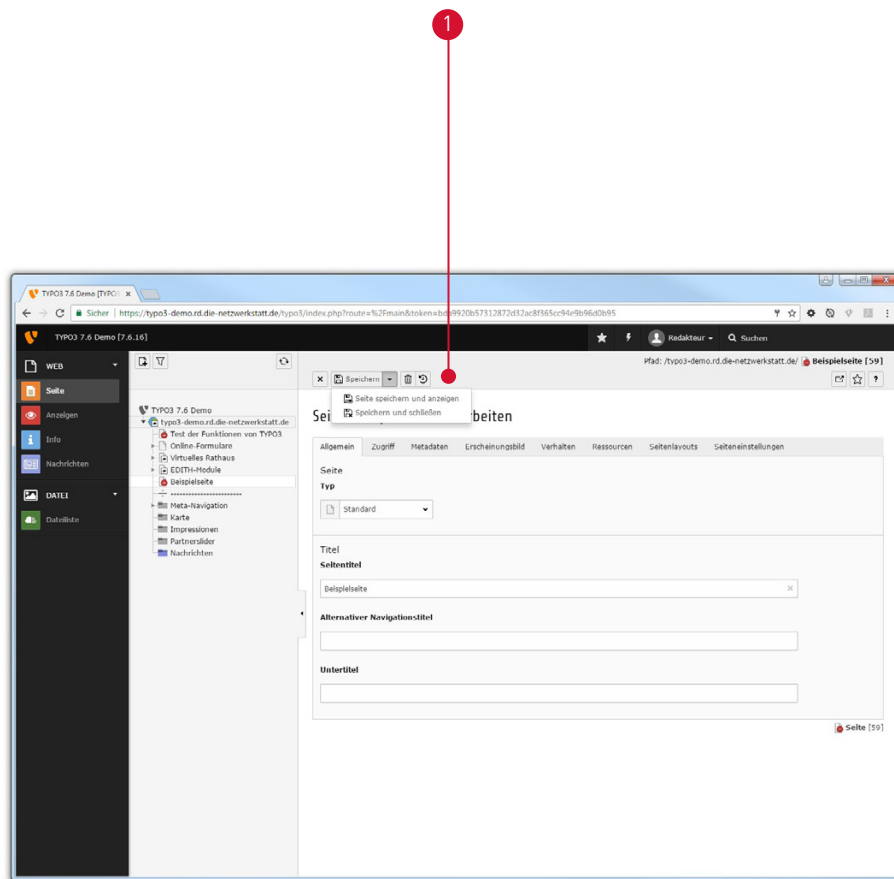 1
TYPO3 7.6 Demo [TYPO3
Sicher | https://typo3-demo.rd.die-netzwerkstatt.de/typo3/index.php?route=%2Fmain&token=bda9920b57312872d32ac8f365cc94e9b96d0b95
TYPO3 7.6 Demo [7.6.16]
Redakteur
Suchen
WEB
Seite
Anzeigen
Info
Nachrichten
DATEI
Dateiliste
TYPO3 7.6 Demo
typo3-demo.rd.die-netzwerkstatt.de
Test der Funktionen von TYPO3
Online-Formulare
Virtuelles Rathaus
EDITH-Module
Beispielseite
------------------------
Meta-Navigation
Karte
Impressionen
Partnerslider
Nachrichten
Pfad: /typo3-demo.rd.die-netzwerkstatt.de/ Beispielseite [59]
Speichern
Seite speichern und anzeigen
Speichern und schließen
Sei
beiten
Allgemein Zugriff Metadaten Erscheinungsbild Verhalten Ressourcen Seitenlayouts Seiteneinstellungen
Seite
Typ
Standard
Titel
Seitentitel
Beispielseite
Alternativer Navigationstitel
Untertitel
Seite [59]